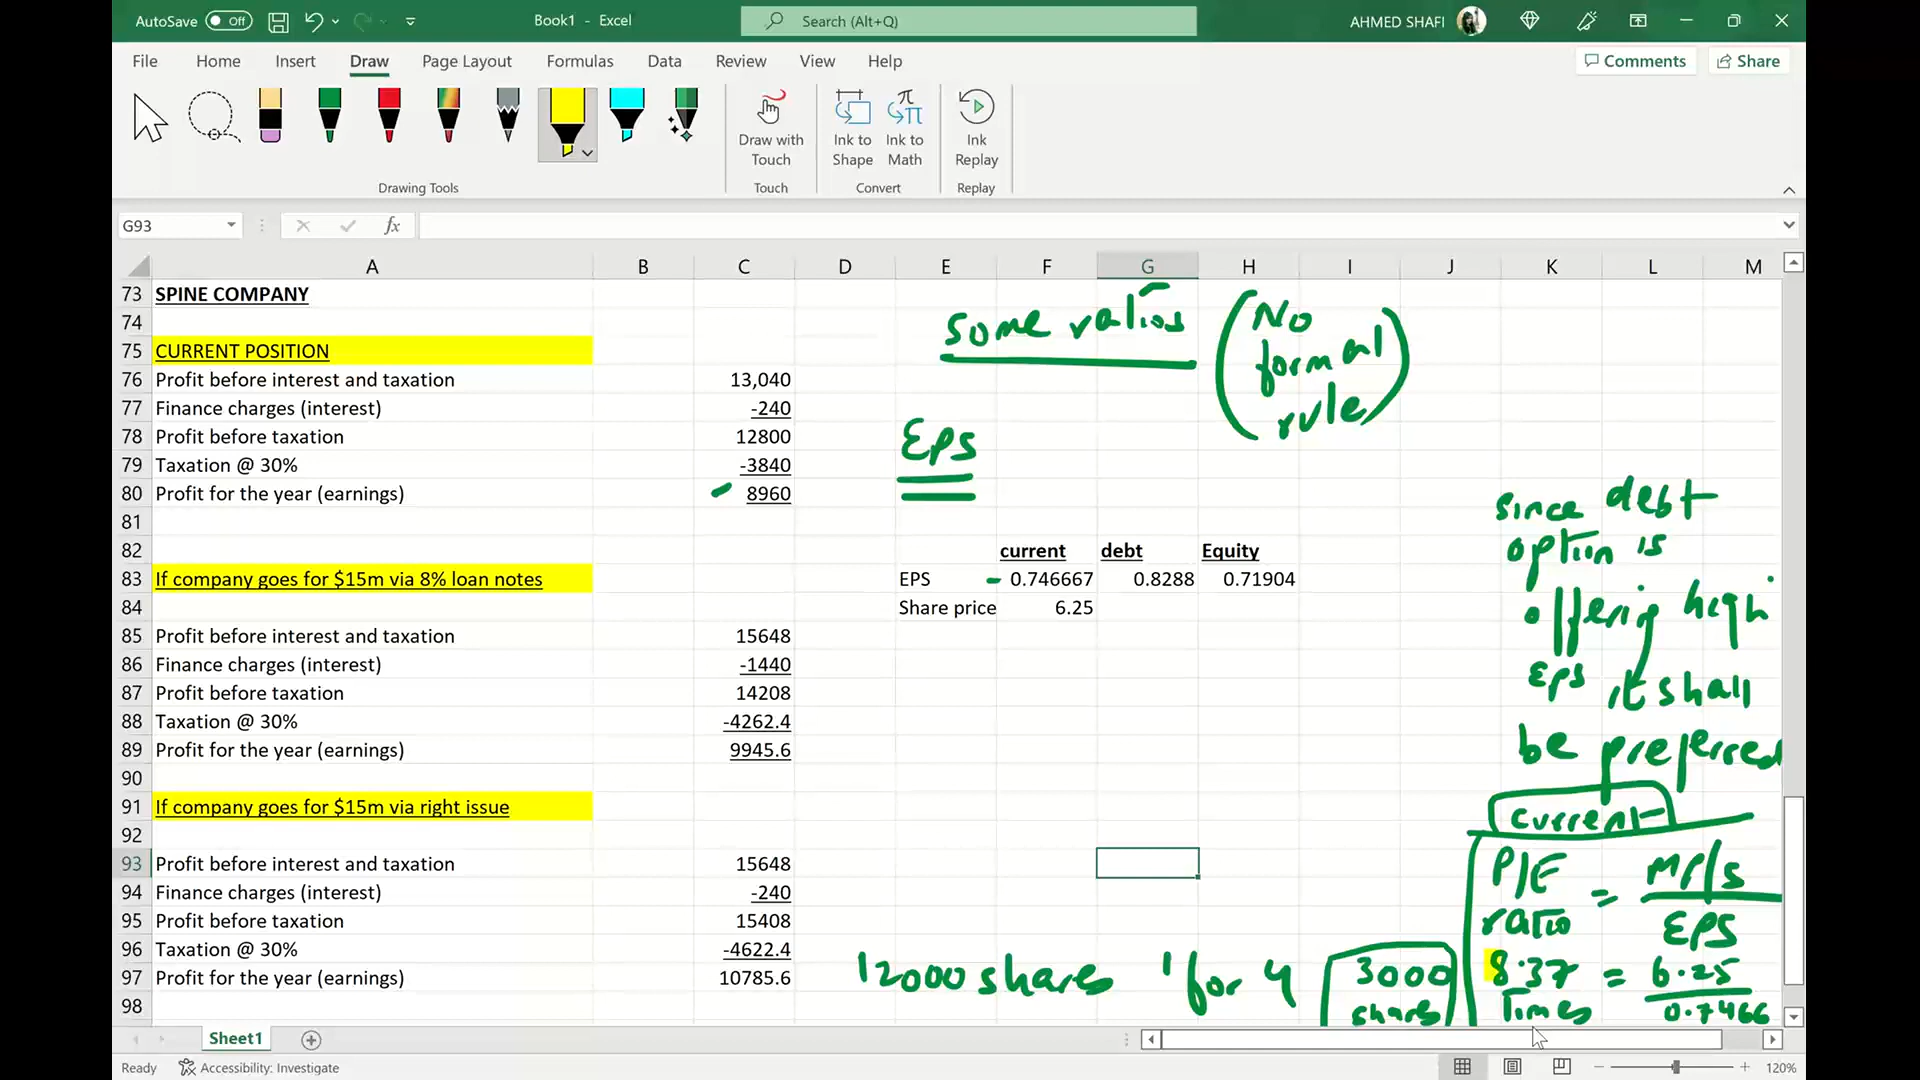 AutoSave Off Book1 - Excel Search (Alt+Q) AHMED SHAFI
File Home Insert Draw Page Layout Formulas Data Review View Help Comments Share
Draw with Touch Ink to Shape Ink to Math Ink Replay
Drawing Tools Touch Convert Replay
G93 fx
A B C D E F G H I J K L M
73 SPINE COMPANY
74
75 CURRENT POSITION
76 Profit before interest and taxation 13,040
77 Finance charges (interest) -240
78 Profit before taxation 12800
79 Taxation @ 30% -3840
80 Profit for the year (earnings) 8960
81
82 current debt Equity
83 If company goes for $15m via 8% loan notes EPS 0.746667 0.8288 0.71904
84 Share price 6.25
85 Profit before interest and taxation 15648
86 Finance charges (interest) -1440
87 Profit before taxation 14208
88 Taxation @ 30% -4262.4
89 Profit for the year (earnings) 9945.6
90
91 If company goes for $15m via right issue
92
93 Profit before interest and taxation 15648
94 Finance charges (interest) -240
95 Profit before taxation 15408
96 Taxation @ 30% -4622.4
97 Profit for the year (earnings) 10785.6
98
some ratios
(No
formal
rule)
EPS
since debt
option is
offering high
EPS it shall
be preferred
current
P/E ratio = MP/s
EPS
8.37 times = 6.25
0.7466
12000 shares 1 for 4 3000 shares
Sheet1
Ready Accessibility: Investigate 120%